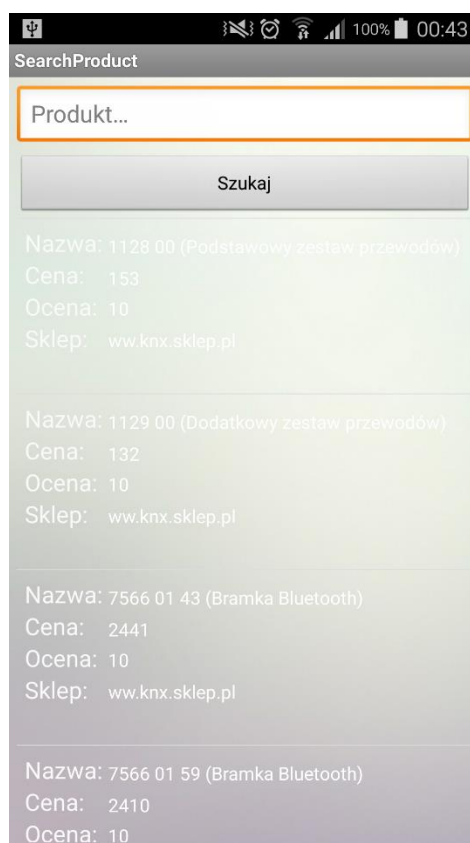 100% 00:43
SearchProduct
Produkt...
Szukaj
Nazwa: 1128 00 (Podstawowy zestaw przewodów)
Cena: 153
Ocena: 10
Sklep: ww.knx.sklep.pl
Nazwa: 1129 00 (Dodatkowy zestaw przewodów)
Cena: 132
Ocena: 10
Sklep: ww.knx.sklep.pl
Nazwa: 7566 01 43 (Bramka Bluetooth)
Cena: 2441
Ocena: 10
Sklep: ww.knx.sklep.pl
Nazwa: 7566 01 59 (Bramka Bluetooth)
Cena: 2410
Ocena: 10